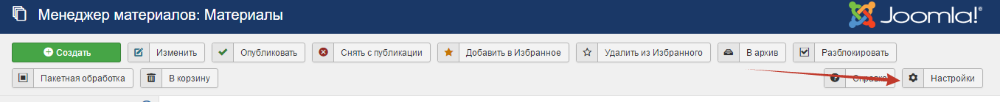 Менеджер материалов: Материалы
Joomla!®
Создать Изменить Опубликовать Снять с публикации Добавить в Избранное Удалить из Избранного В архив Разблокировать
Пакетная обработка В корзину Справка Настройки